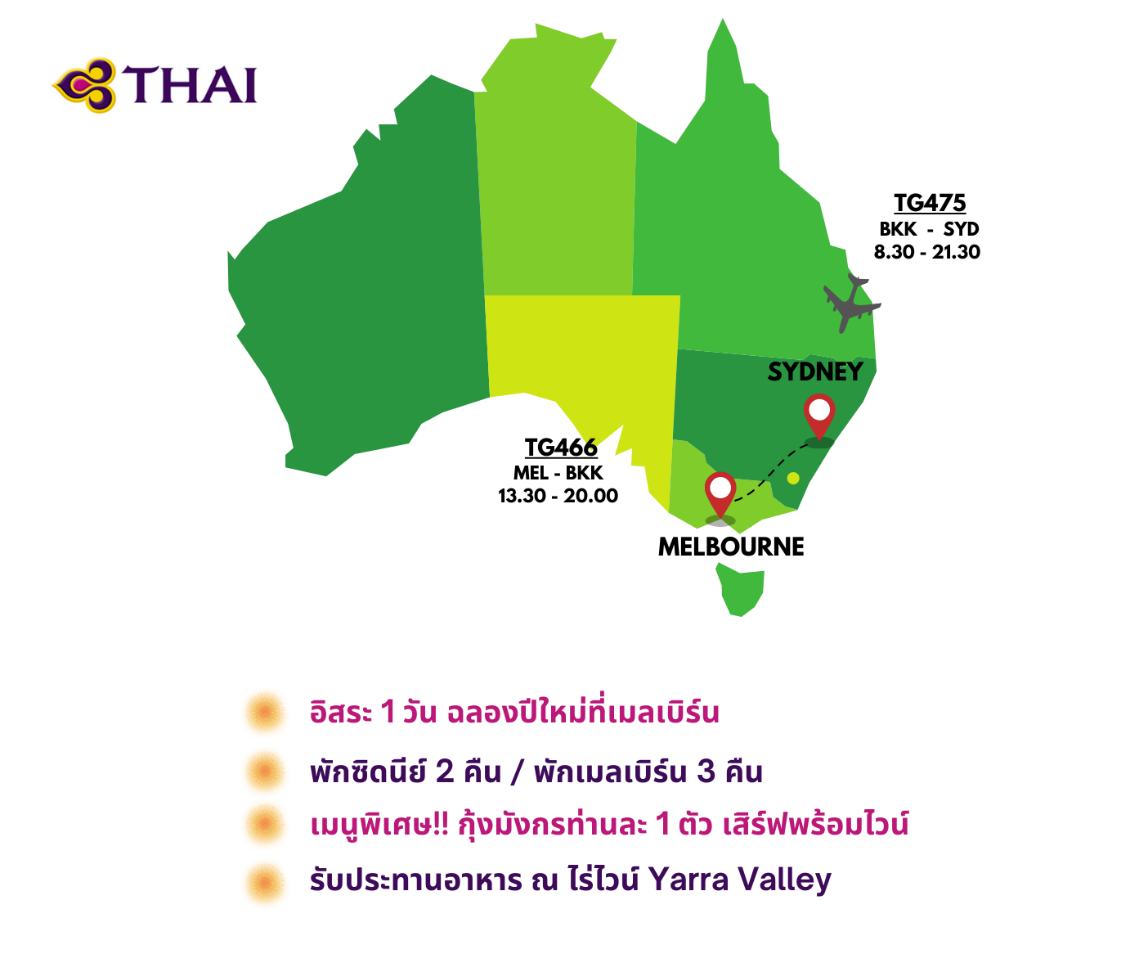 THAI
TG475
BKK - SYD
8.30 - 21.30
SYDNEY
TG466
MEL - BKK
13.30 - 20.00
MELBOURNE
อิสระ 1 วัน ฉลองปีใหม่ที่เมลเบิร์น
พักซิดนีย์ 2 คืน / พักเมลเบิร์น 3 คืน
เมนูพิเศษ!! กุ้งมังกรท่านละ 1 ตัว เสิร์ฟพร้อมไวน์
รับประทานอาหาร ณ ไร่ไวน์ Yarra Valley